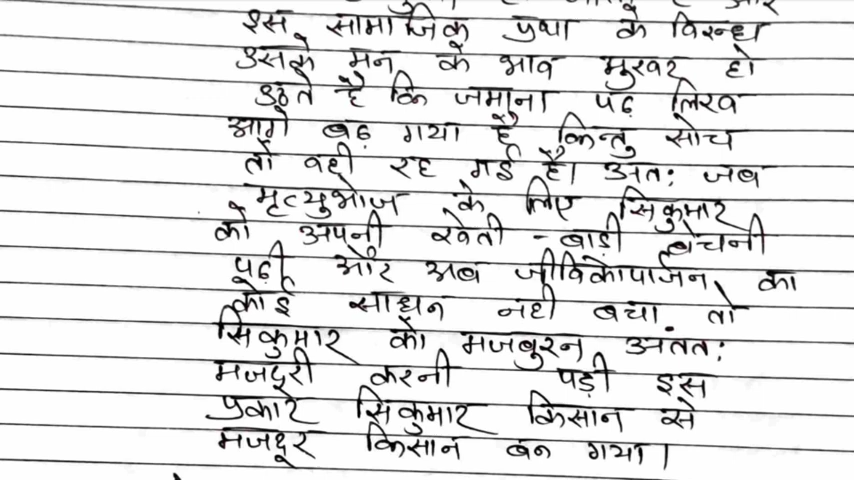 इस सामाजिक प्रथा के विरुध
उसके मन के भाव मुखर हो
उठते है कि जमाना पढ़ लिख
आगे बढ़ गया है किन्तु सोच
तो वही रह गई है। अत: जब
मृत्युभोज के लिए सिकुमार
को अपनी खेती - बाड़ी बेचनी
पड़ी और अब जीविकोपार्जन का
कोई साधन नही बचा तो
सिकुमार को मजबुरन अंतत:
मजदूरी करनी पड़ी इस
प्रकार सिकुमार किसान से
मजदूर किसान बन गया।